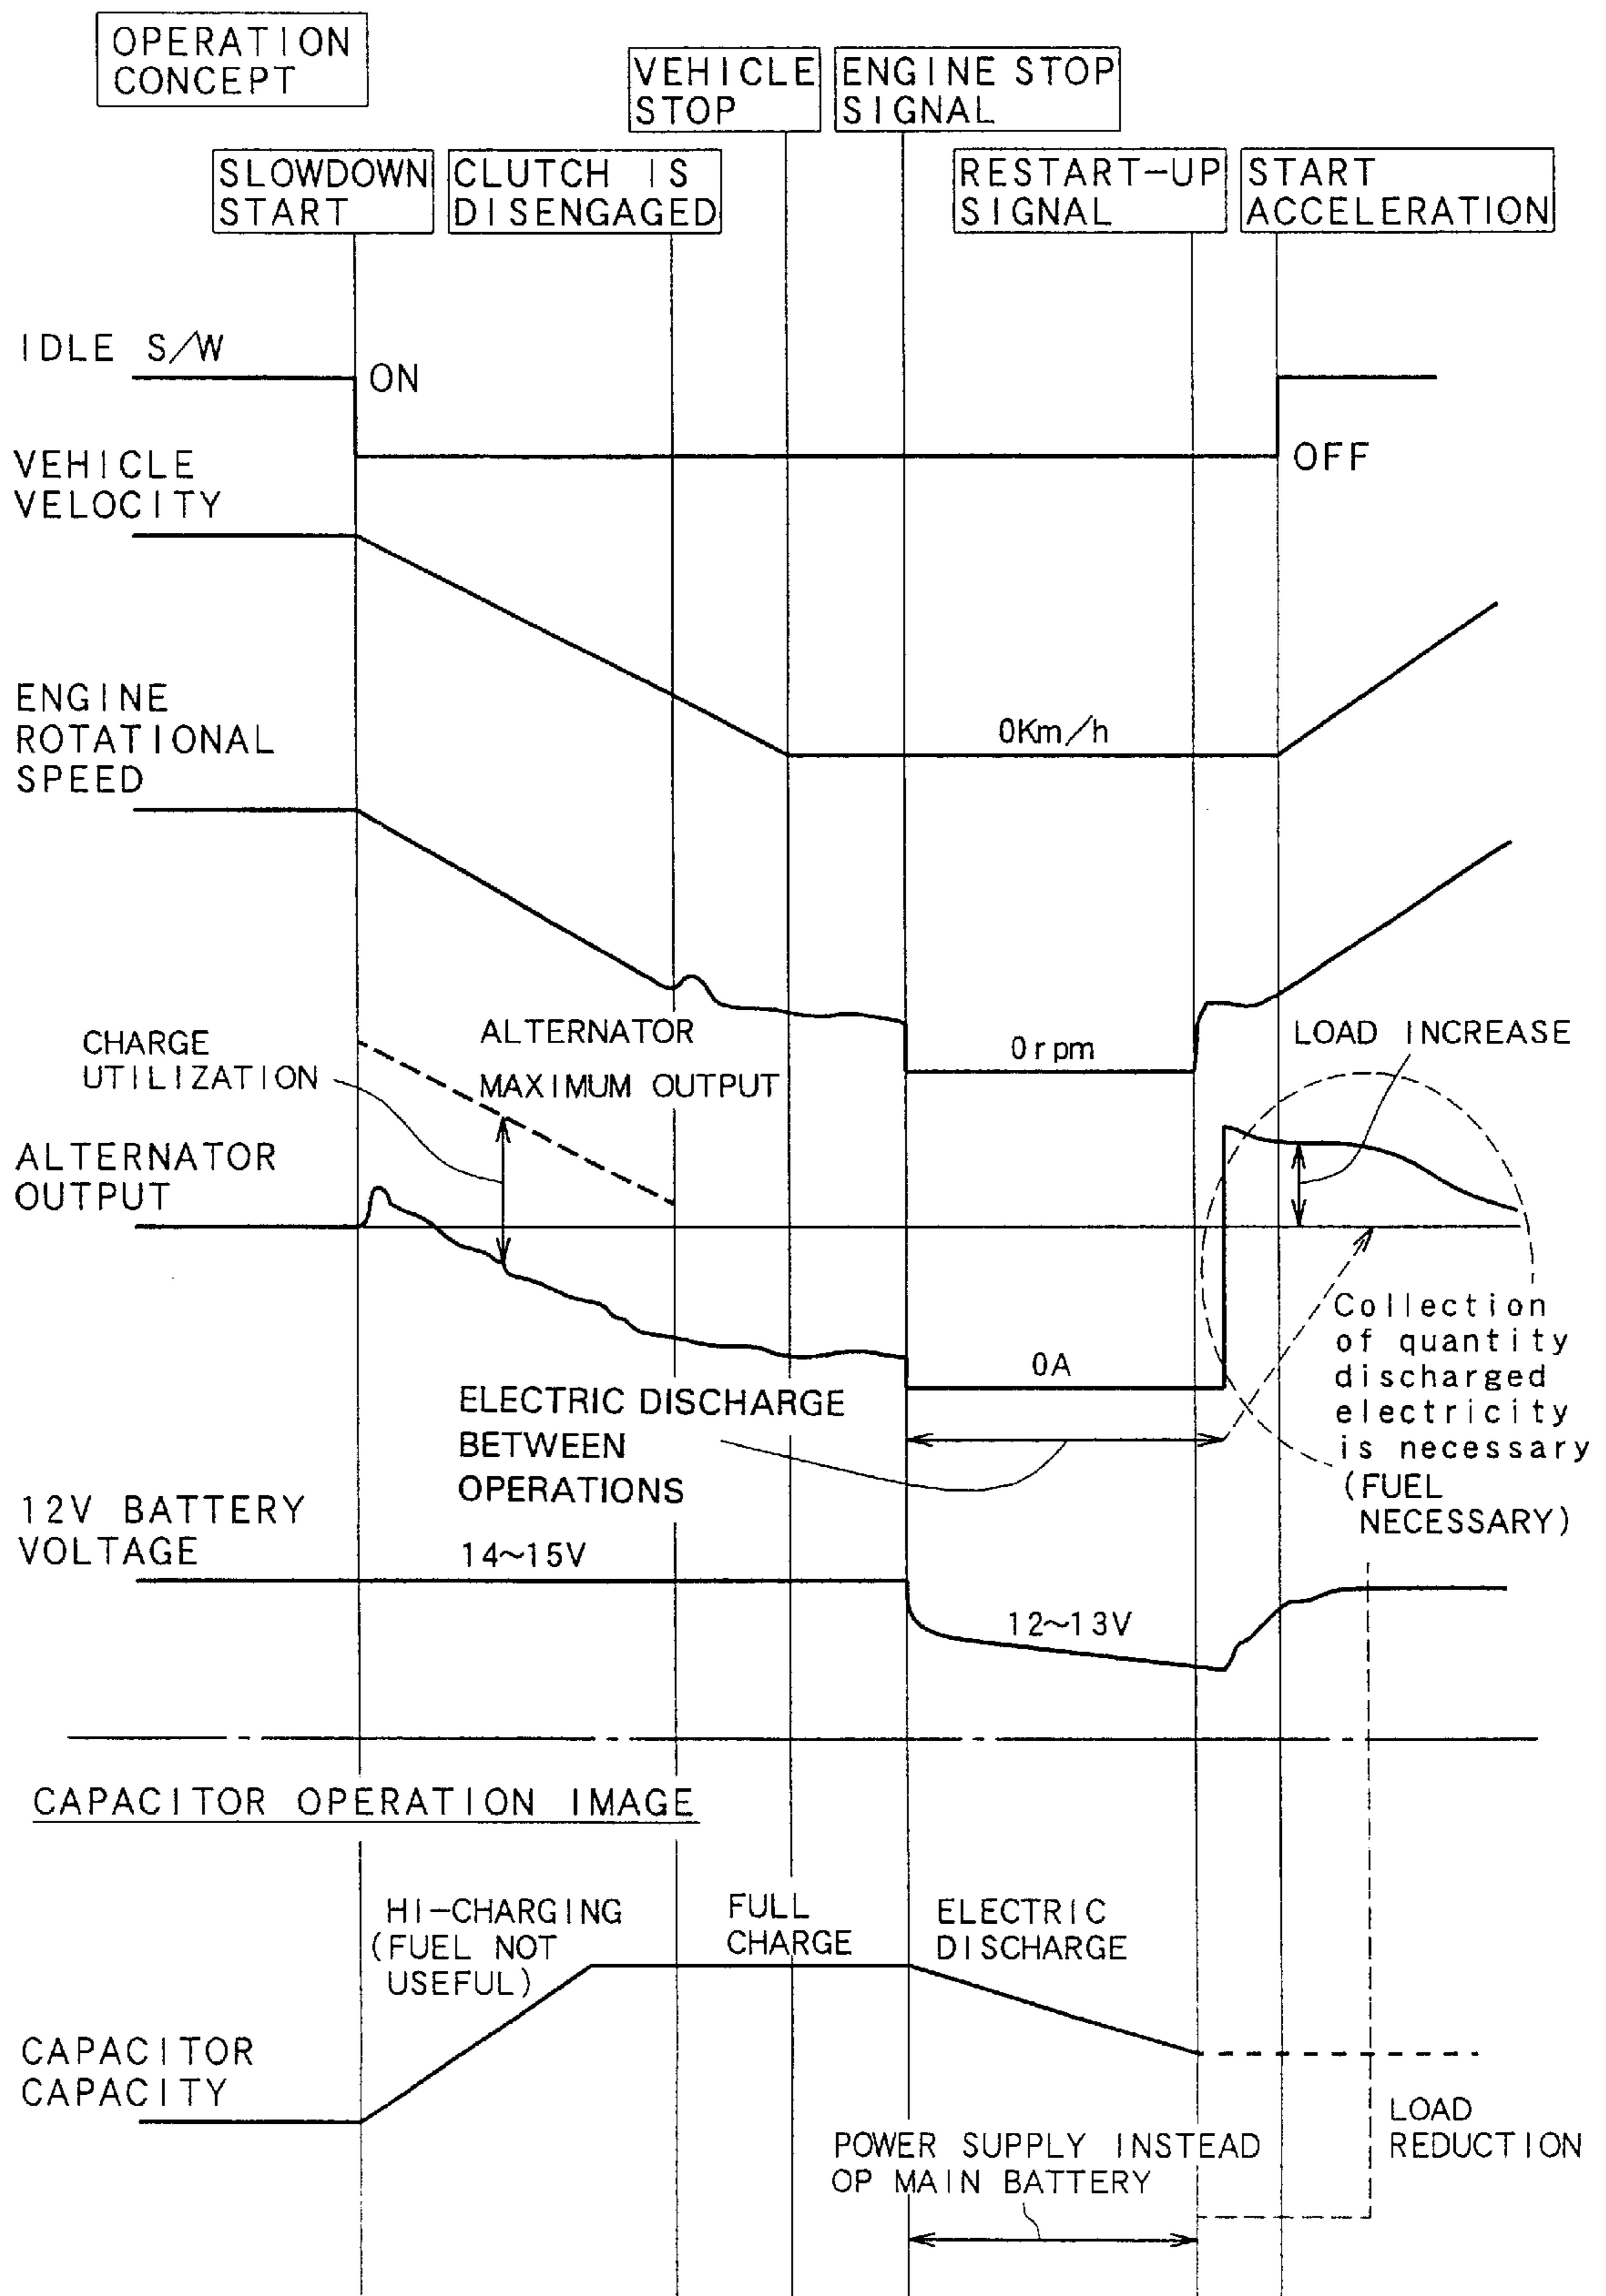 OPERATION
CONCEPT
VEHICLE
STOP
ENGINE STOP
SIGNAL
SLOWDOWN
START
CLUTCH IS
DISENGAGED
RESTART-UP
SIGNAL
START
ACCELERATION
IDLE S/W
ON
OFF
VEHICLE
VELOCITY
0Km/h
ENGINE
ROTATIONAL
SPEED
0rpm
CHARGE
UTILIZATION
ALTERNATOR
MAXIMUM OUTPUT
LOAD INCREASE
ALTERNATOR
OUTPUT
0A
Collection
of quantity
discharged
electricity
is necessary
(FUEL
NECESSARY)
ELECTRIC DISCHARGE
BETWEEN
OPERATIONS
12V BATTERY
VOLTAGE
14~15V
12~13V
CAPACITOR OPERATION IMAGE
HI-CHARGING
(FUEL NOT
USEFUL)
FULL
CHARGE
ELECTRIC
DISCHARGE
CAPACITOR
CAPACITY
LOAD
REDUCTION
POWER SUPPLY INSTEAD
OP MAIN BATTERY